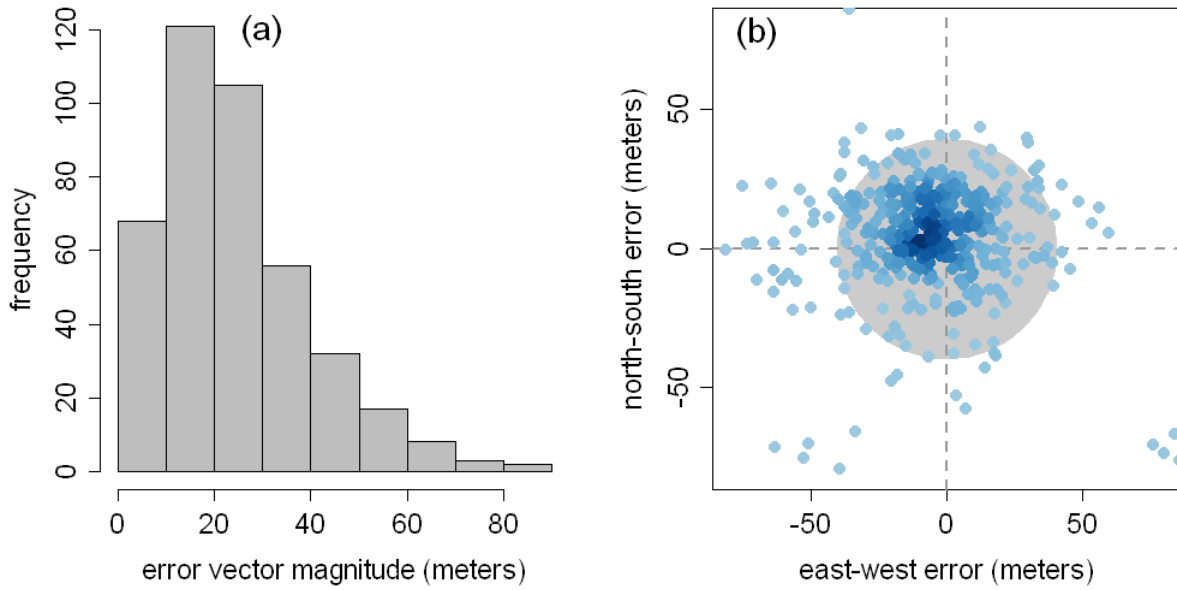 (a)
frequency
0
20
40
60
80
100
120
0 20 40 60 80
error vector magnitude (meters)
(b)
north-south error (meters)
-50
0
50
-50 0 50
east-west error (meters)